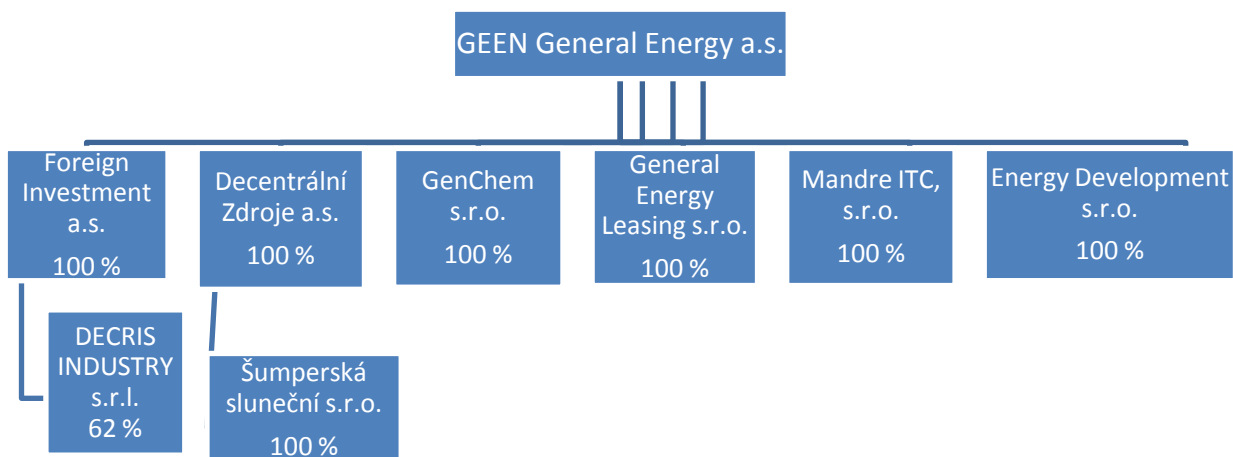 GEEN General Energy a.s.
Foreign
Investment
a.s.
100 %
Decentrální
Zdroje a.s.
100 %
GenChem
s.r.o.
100 %
General
Energy
Leasing s.r.o.
100 %
Mandre ITC,
s.r.o.
100 %
Energy Development
s.r.o.
100 %
DECRIS
INDUSTRY
s.r.l.
62 %
Šumperská
sluneční s.r.o.
100 %